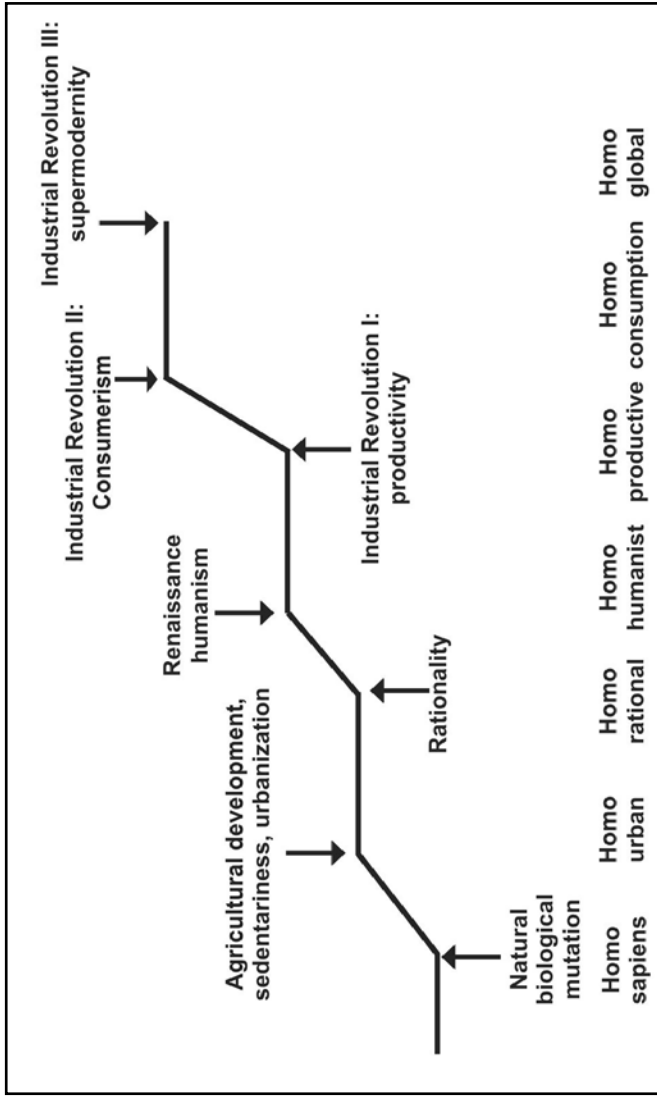 Industrial Revolution III:
supermodernity
Industrial Revolution II:
Consumerism
Renaissance
humanism
Agricultural development,
sedentariness, urbanization
Industrial Revolution I:
productivity
Rationality
Natural
biological
mutation
Homo Homo Homo Homo Homo Homo Homo
sapiens urban rational humanist productive consumption global